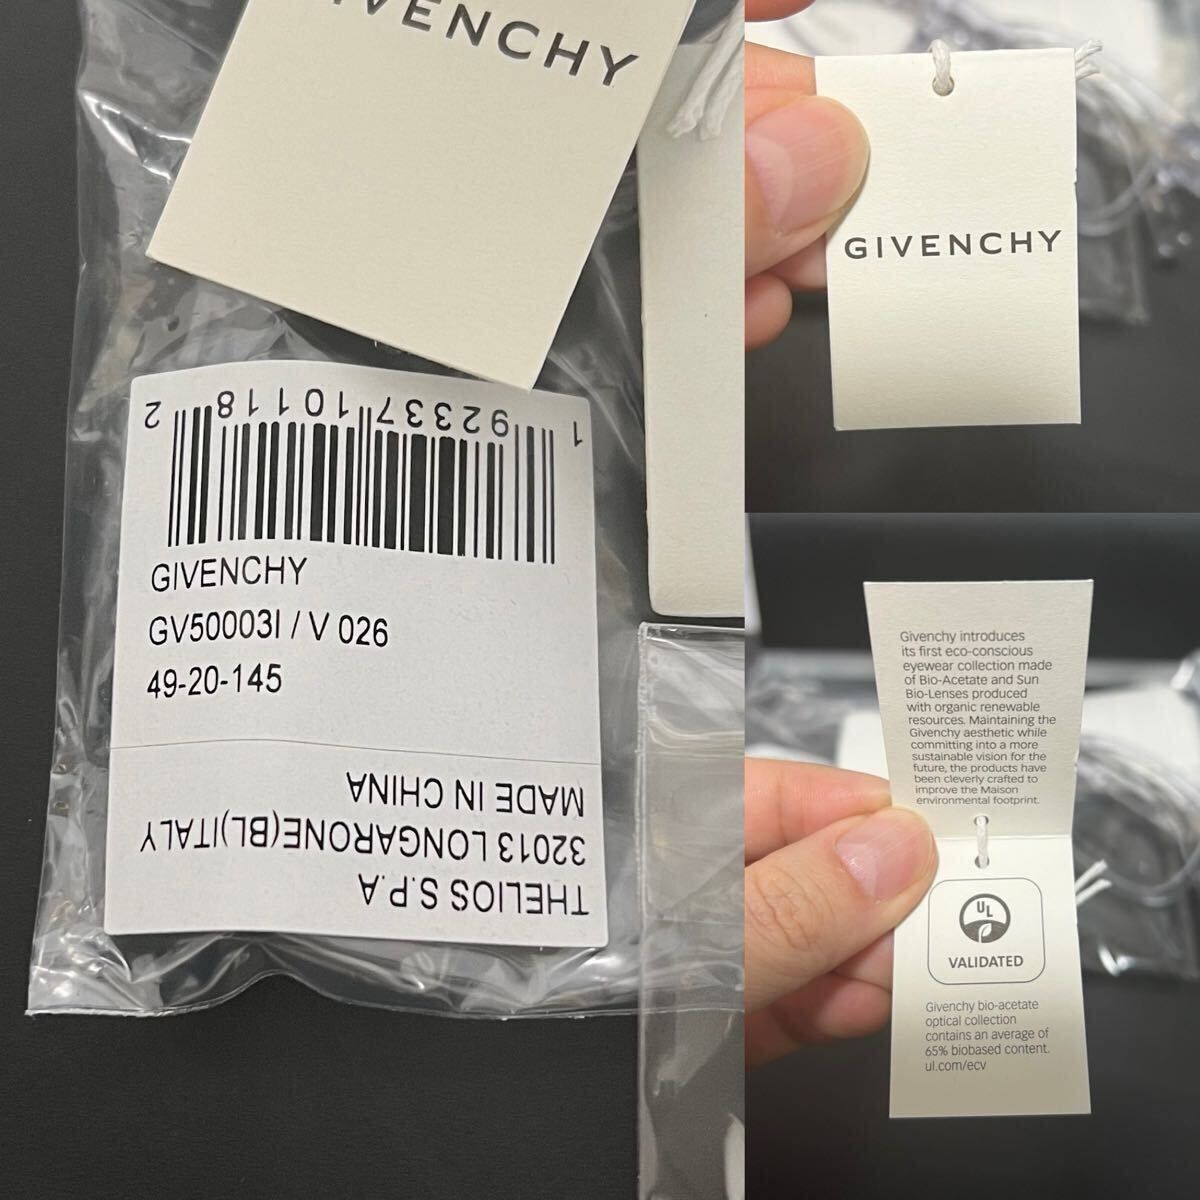 GIVENCHY
1 92337 10118 2
GIVENCHY
GV50003I / V 026
49-20-145
THELIOS S.P.A
32013 LONGARONE(BL)ITALY
MADE IN CHINA
GIVENCHY
Givenchy introduces
its first eco-conscious
eyewear collection made
of Bio-Acetate and Sun
Bio-Lenses produced
with organic renewable
resources. Maintaining the
Givenchy aesthetic while
committing into a more
sustainable vision for the
future, the products have
been cleverly crafted to
improve the Maison
environmental footprint.
UL
VALIDATED
Givenchy bio-acetate
optical collection
contains an average of
65% biobased content.
ul.com/ecv